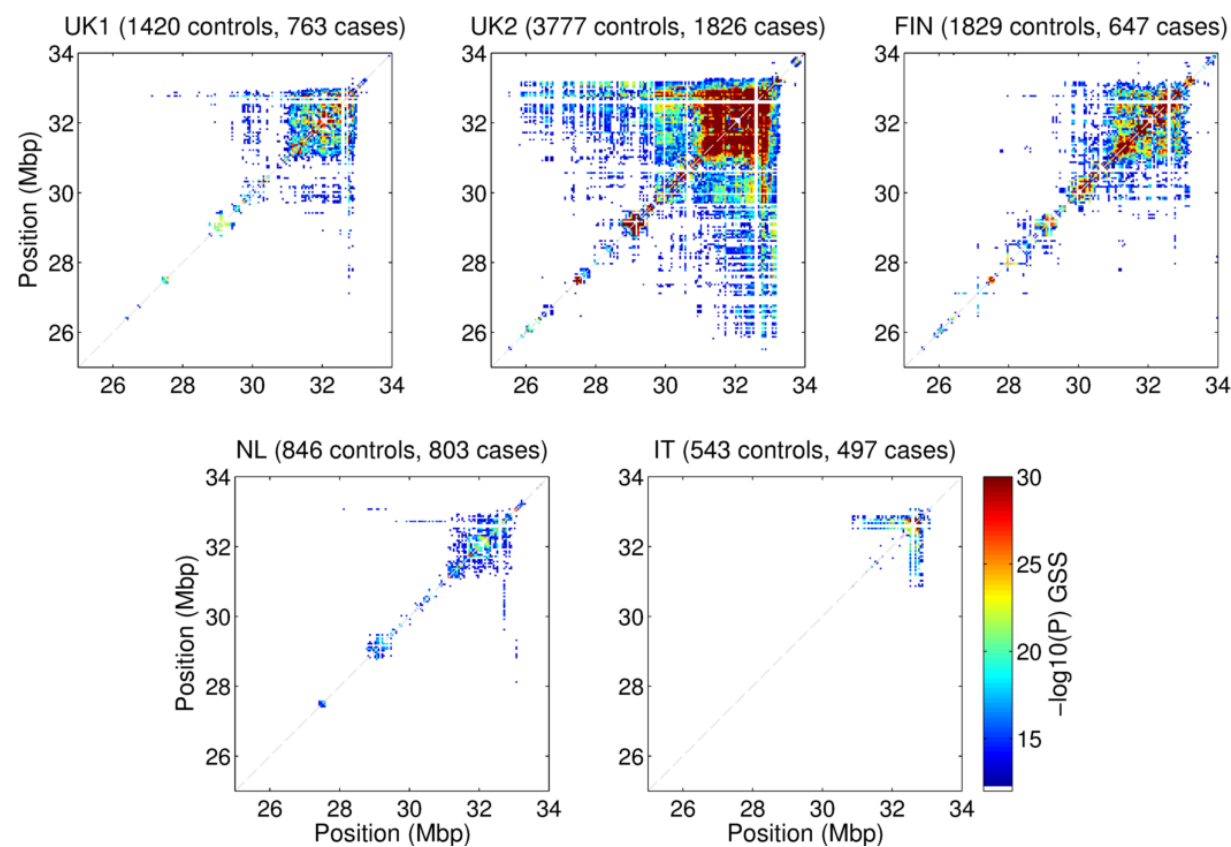 UK1 (1420 controls, 763 cases)
UK2 (3777 controls, 1826 cases)
FIN (1829 controls, 647 cases)
Position (Mbp)
34
32
30
28
26
26 28 30 32 34
34
32
30
28
26
26 28 30 32 34
34
32
30
28
26
26 28 30 32 34
NL (846 controls, 803 cases)
IT (543 controls, 497 cases)
Position (Mbp)
34
32
30
28
26
26 28 30 32 34
Position (Mbp)
34
32
30
28
26
26 28 30 32 34
Position (Mbp)
30
25
20
15
−log10(P) GSS